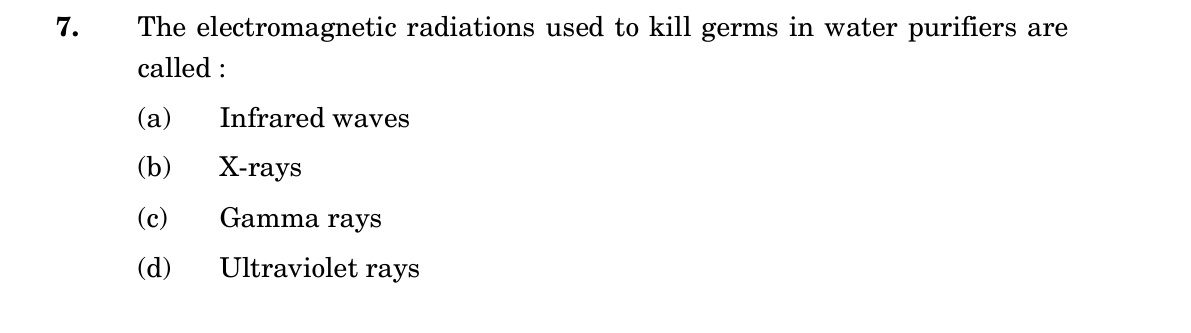 7. The electromagnetic radiations used to kill germs in water purifiers are
called :
(a) Infrared waves
(b) X-rays
(c) Gamma rays
(d) Ultraviolet rays